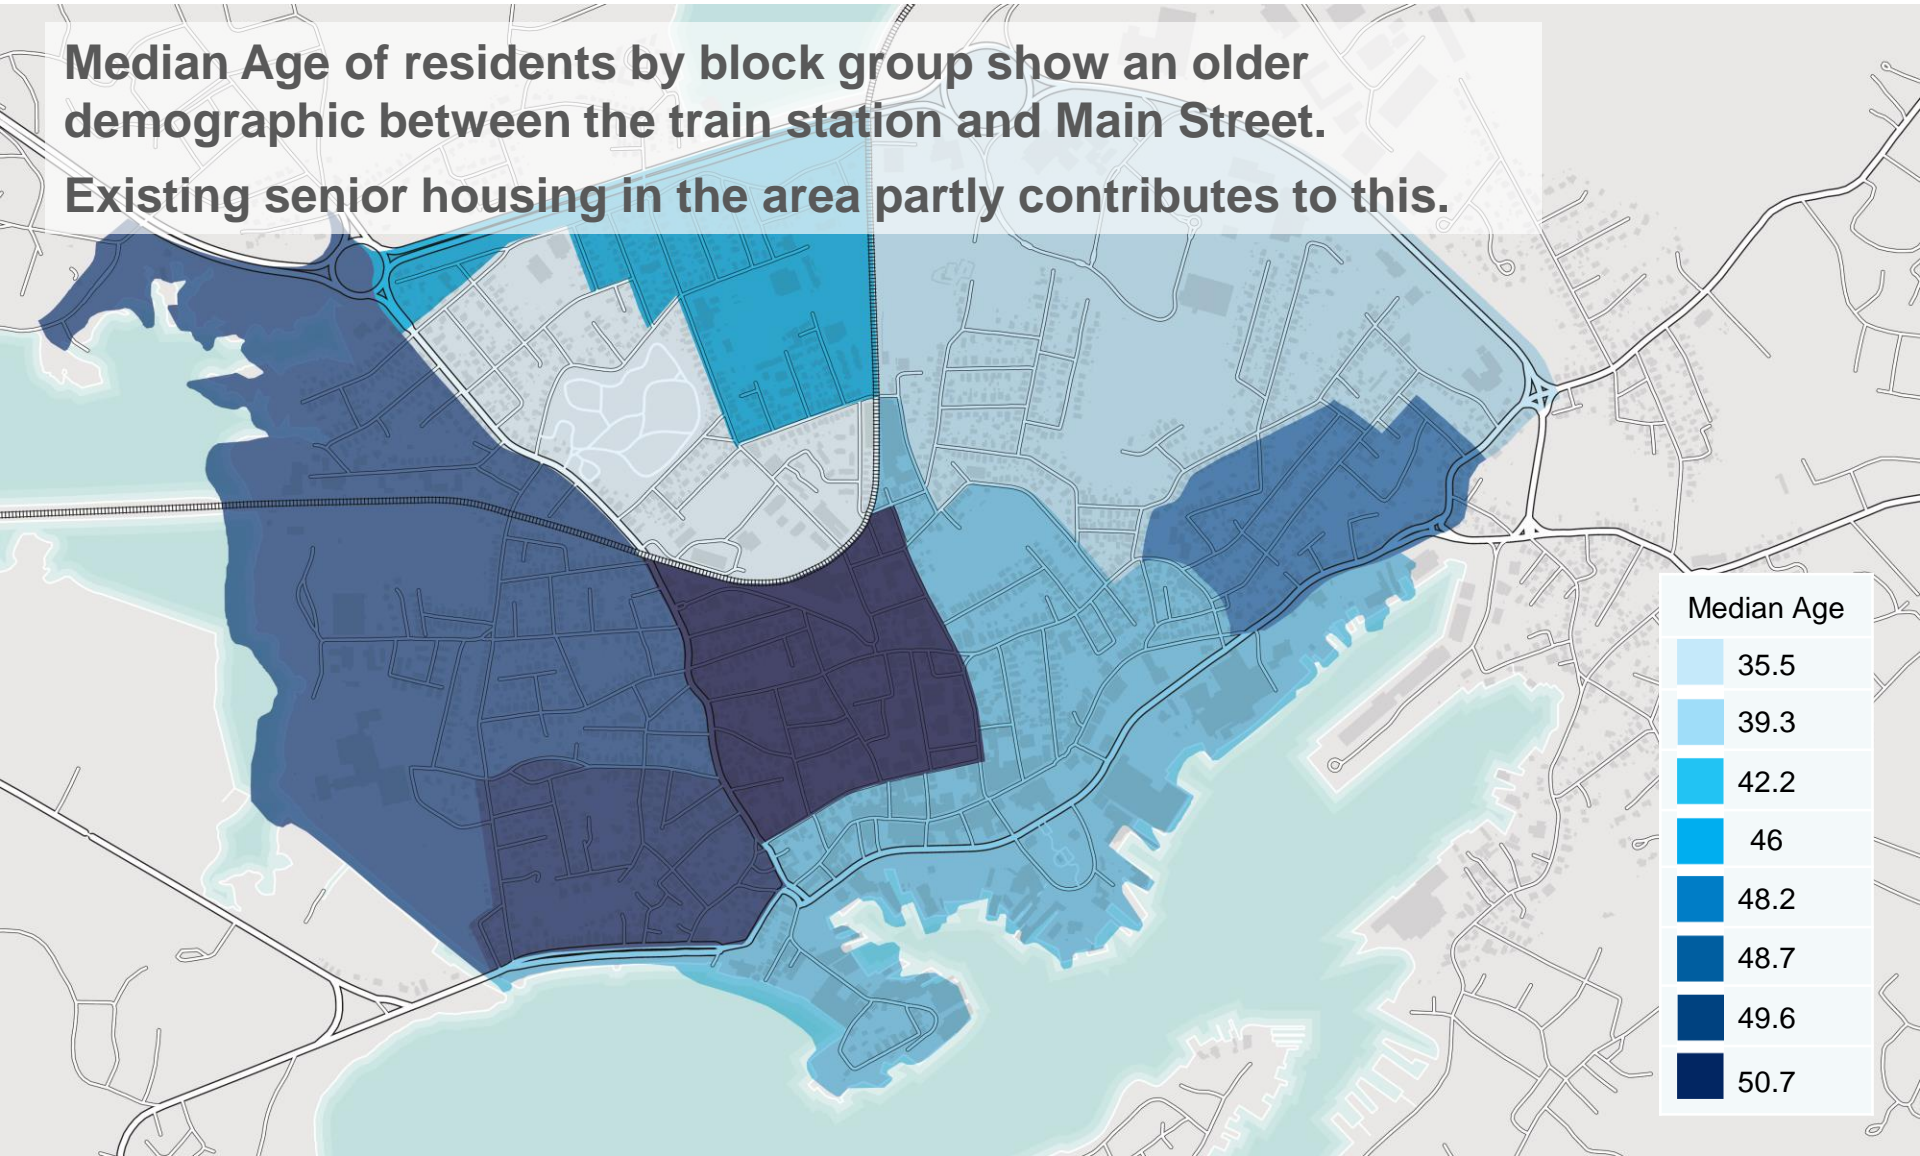 Median Age of residents by block group show an older
demographic between the train station and Main Street.
Existing senior housing in the area partly contributes to this.
Median Age
35.5
39.3
42.2
46
48.2
48.7
49.6
50.7